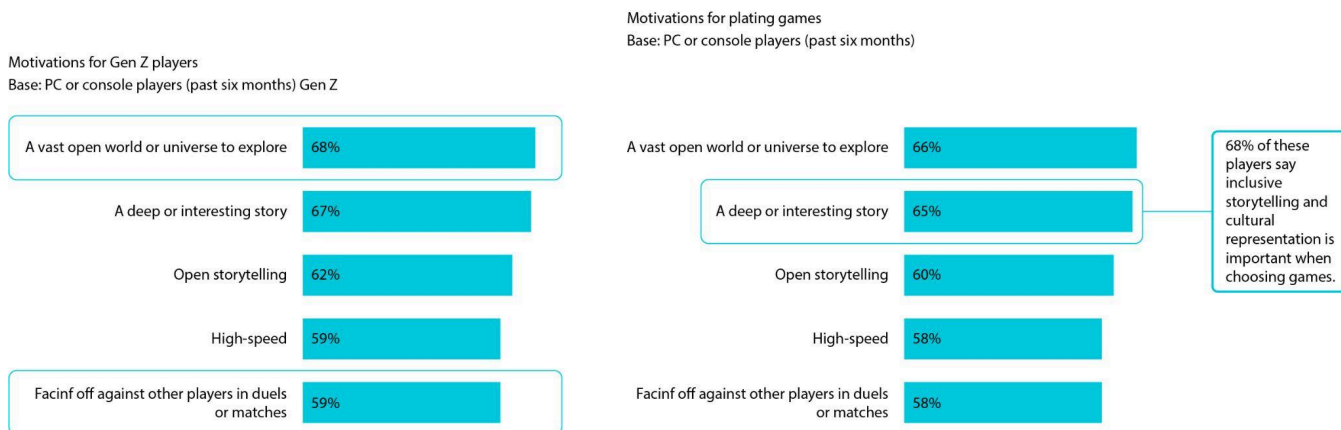 Motivations for Gen Z players
Base: PC or console players (past six months) Gen Z
A vast open world or universe to explore
68%
A deep or interesting story
67%
Open storytelling
62%
High-speed
59%
Facinf off against other players in duels
or matches
59%
Motivations for plating games
Base: PC or console players (past six months)
A vast open world or universe to explore
66%
A deep or interesting story
65%
Open storytelling
60%
High-speed
58%
Facinf off against other players in duels
or matches
58%
68% of these
players say
inclusive
storytelling and
cultural
representation is
important when
choosing games.